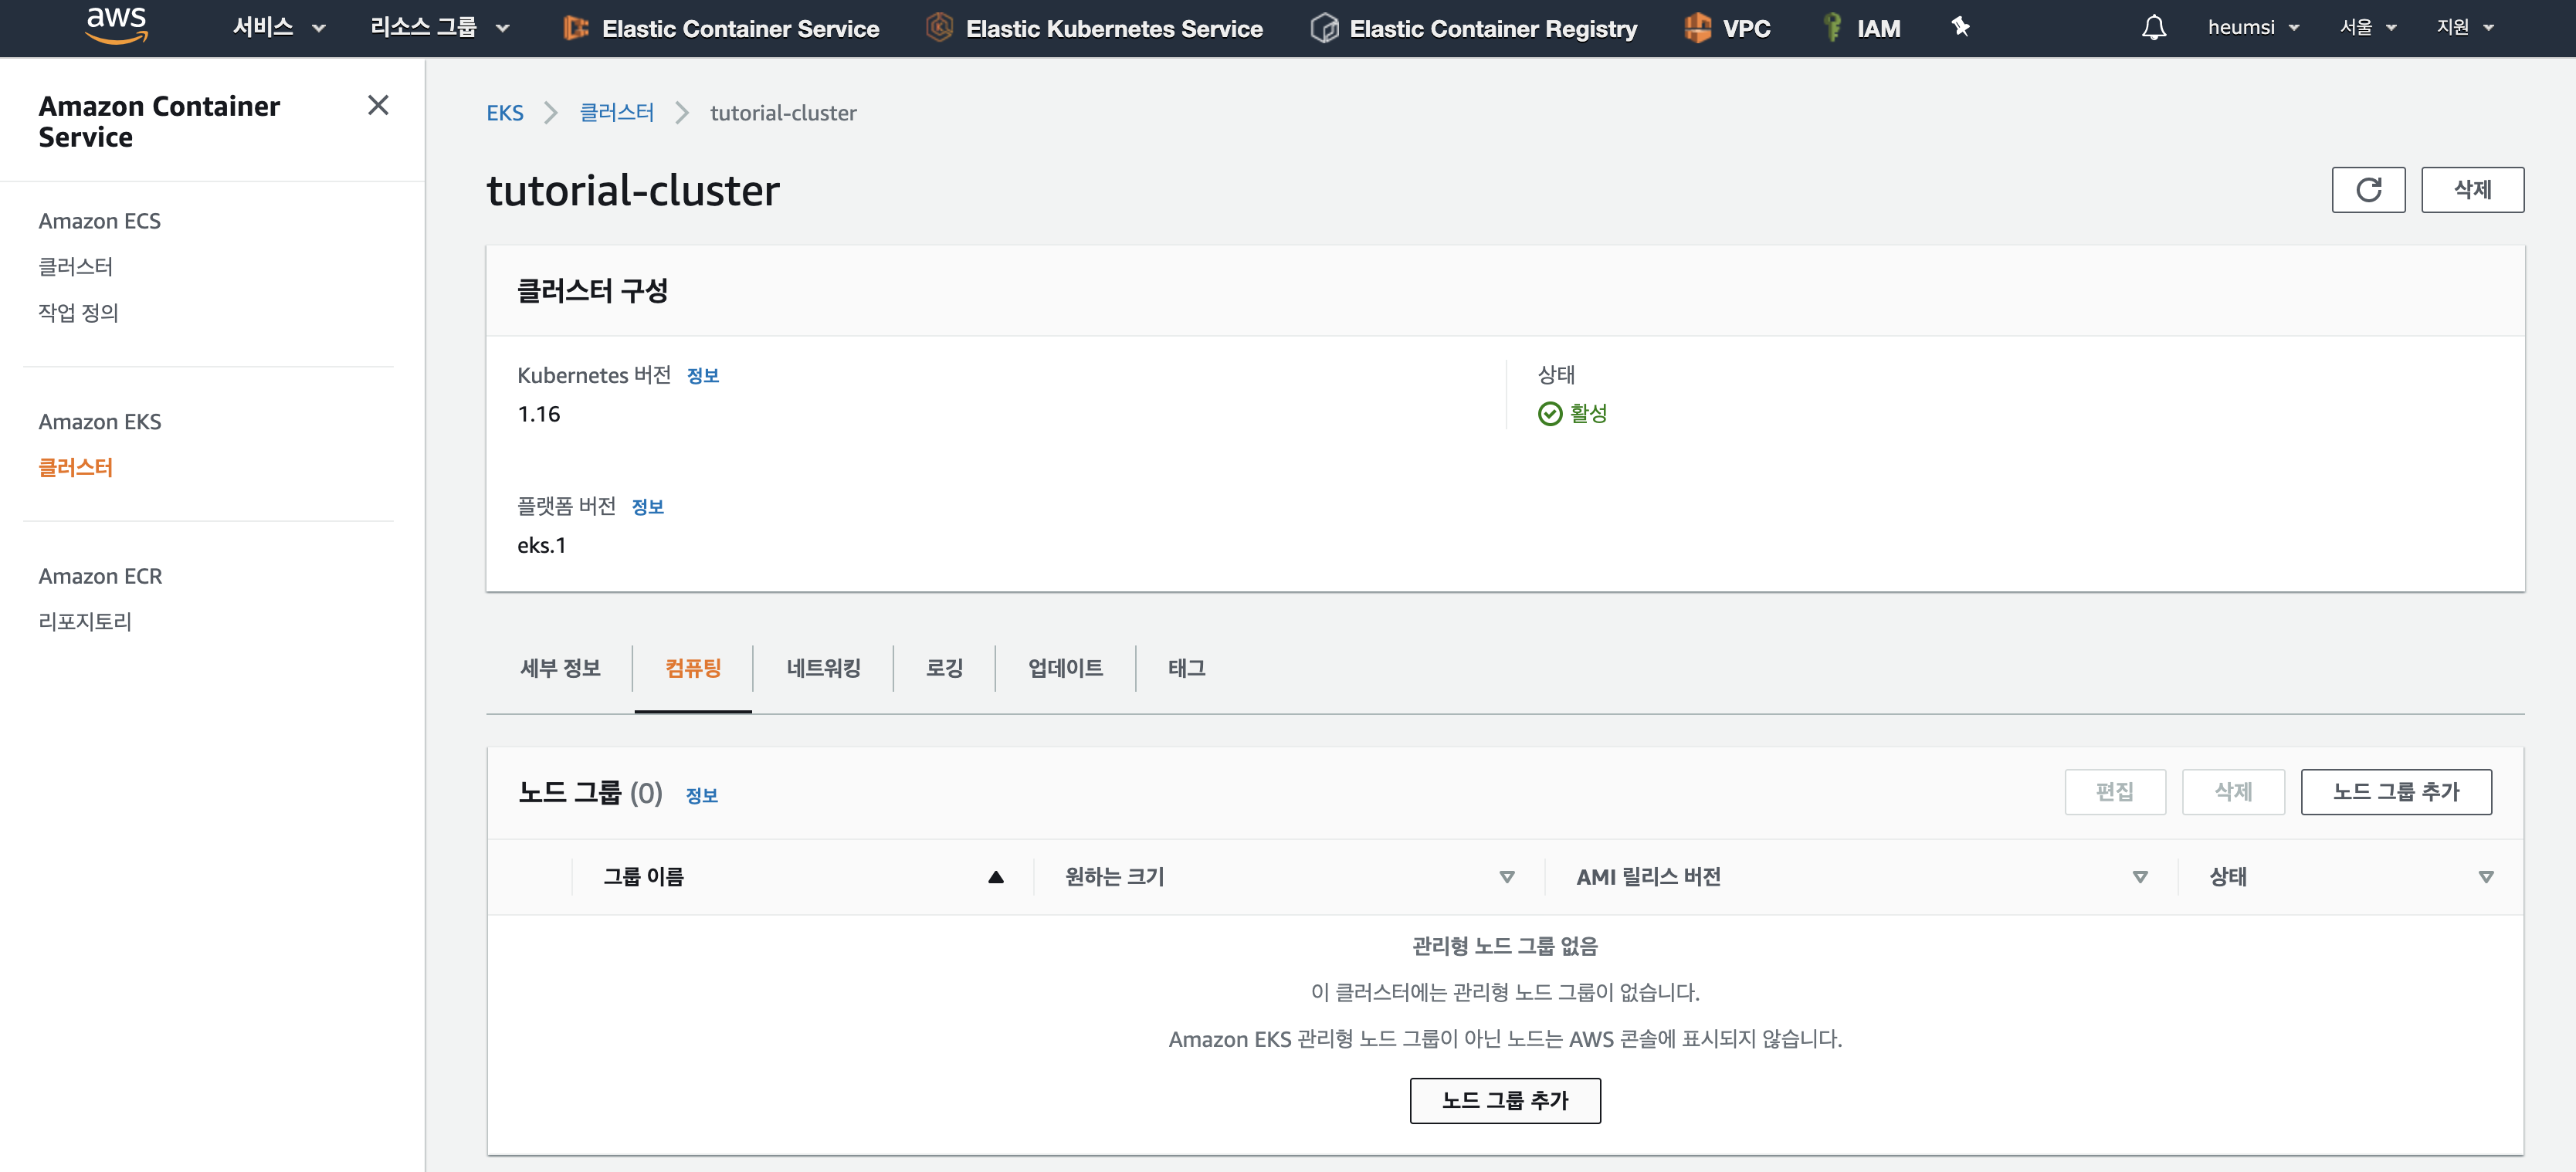 aws
서비스
리소스 그룹
Elastic Container Service
Elastic Kubernetes Service
Elastic Container Registry
VPC
IAM
heumsi
서울
지원
Amazon Container
Service
Amazon ECS
클러스터
작업 정의
Amazon EKS
클러스터
Amazon ECR
리포지토리
EKS
클러스터
tutorial-cluster
tutorial-cluster
삭제
클러스터 구성
Kubernetes 버전 정보
1.16
상태
활성
플랫폼 버전 정보
eks.1
세부 정보
컴퓨팅
네트워킹
로깅
업데이트
태그
노드 그룹 (0) 정보
편집
삭제
노드 그룹 추가
그룹 이름
원하는 크기
AMI 릴리스 버전
상태
관리형 노드 그룹 없음
이 클러스터에는 관리형 노드 그룹이 없습니다.
Amazon EKS 관리형 노드 그룹이 아닌 노드는 AWS 콘솔에 표시되지 않습니다.
노드 그룹 추가